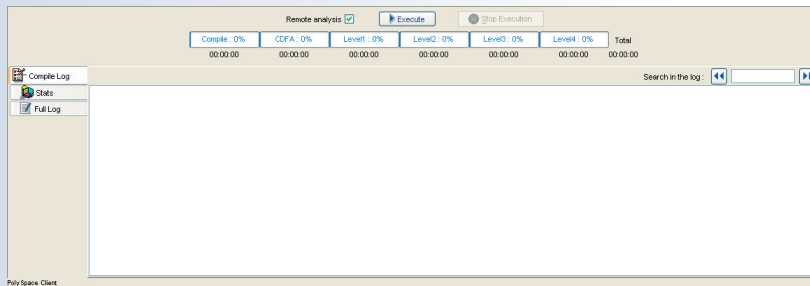 Remote analysis Execute Stop Execution
Compile : 0% CDFA : 0% Level1 : 0% Level2 : 0% Level3 : 0% Level4 : 0% Total
00:00:00 00:00:00 00:00:00 00:00:00 00:00:00 00:00:00 00:00:00
Compile Log Search in the log :
Stats
Full Log
PolySpace Client